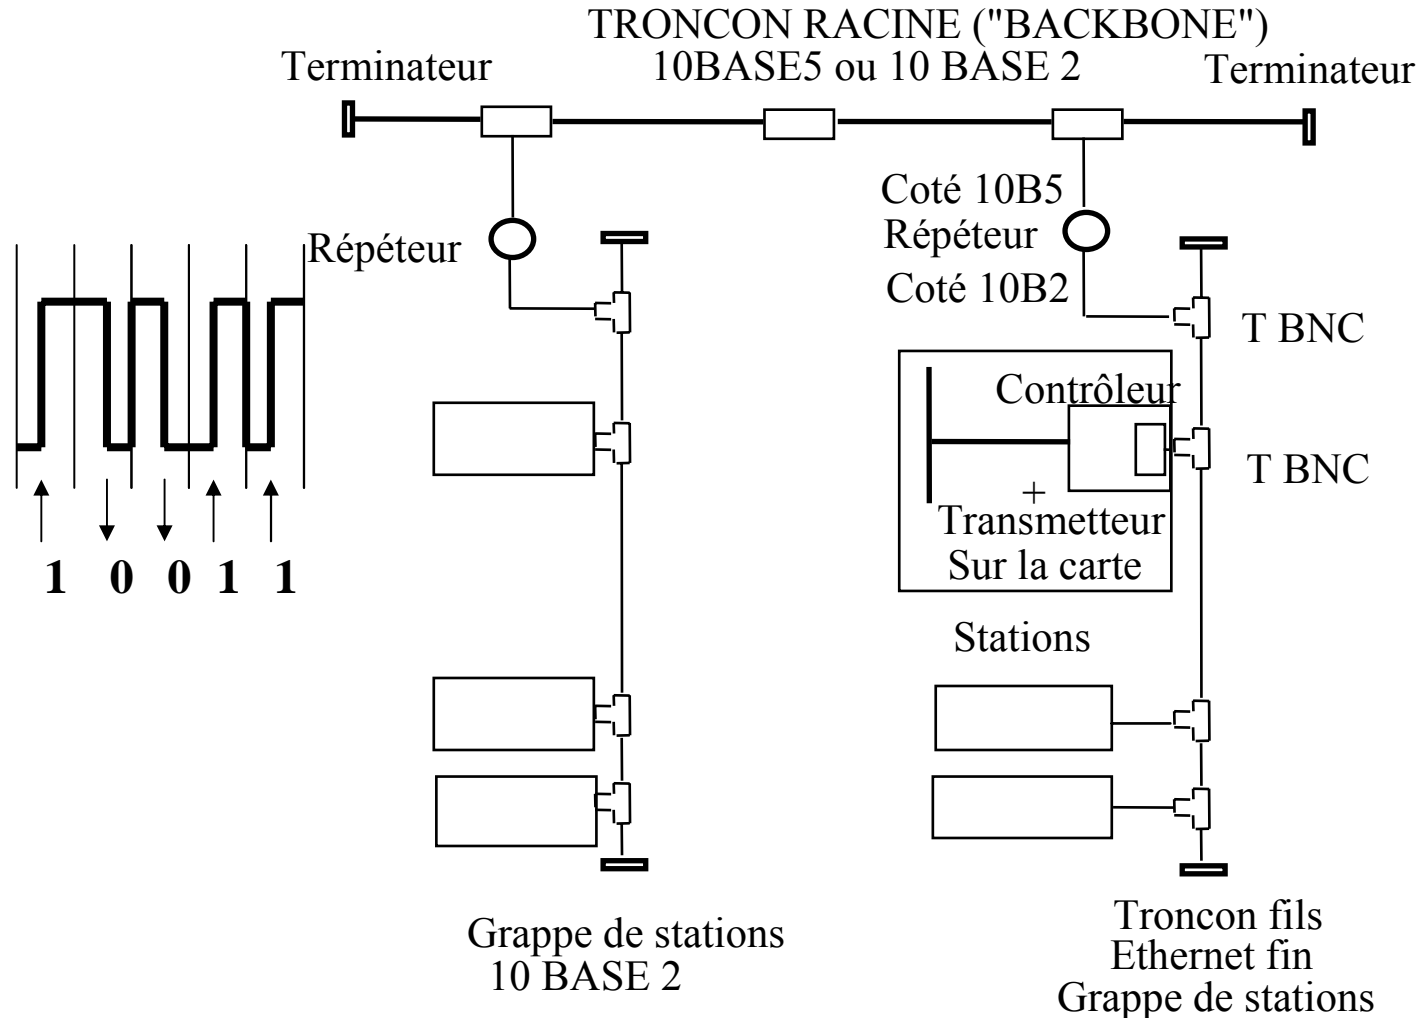 TRONCON RACINE ("BACKBONE")
Terminateur
10BASE5 ou 10 BASE 2
Terminateur
Coté 10B5
Répéteur
Répéteur
Coté 10B2
T BNC
Contrôleur
T BNC
+
Transmetteur
Sur la carte
1 0 0 1 1
Stations
Grappe de stations
10 BASE 2
Troncon fils
Ethernet fin
Grappe de stations